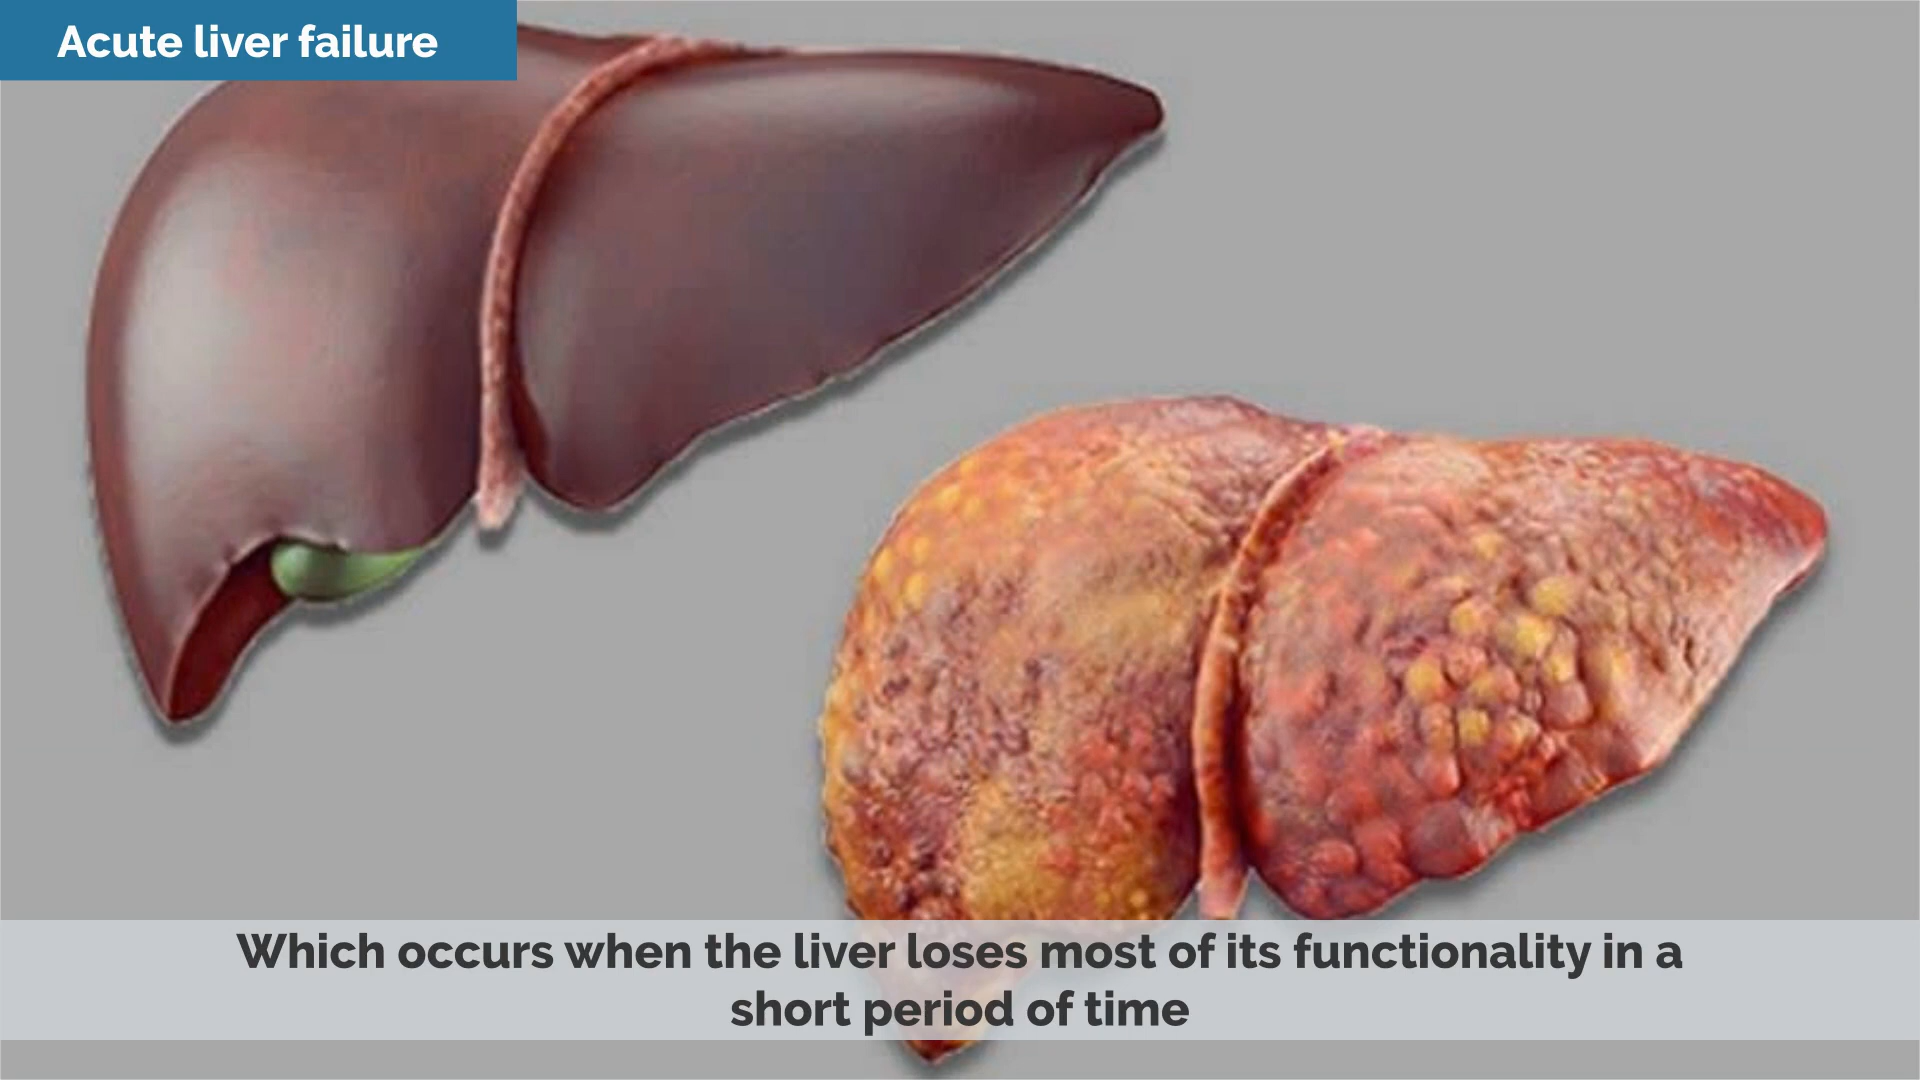 Acute liver failure
Which occurs when the liver loses most of its functionality in a
short period of time